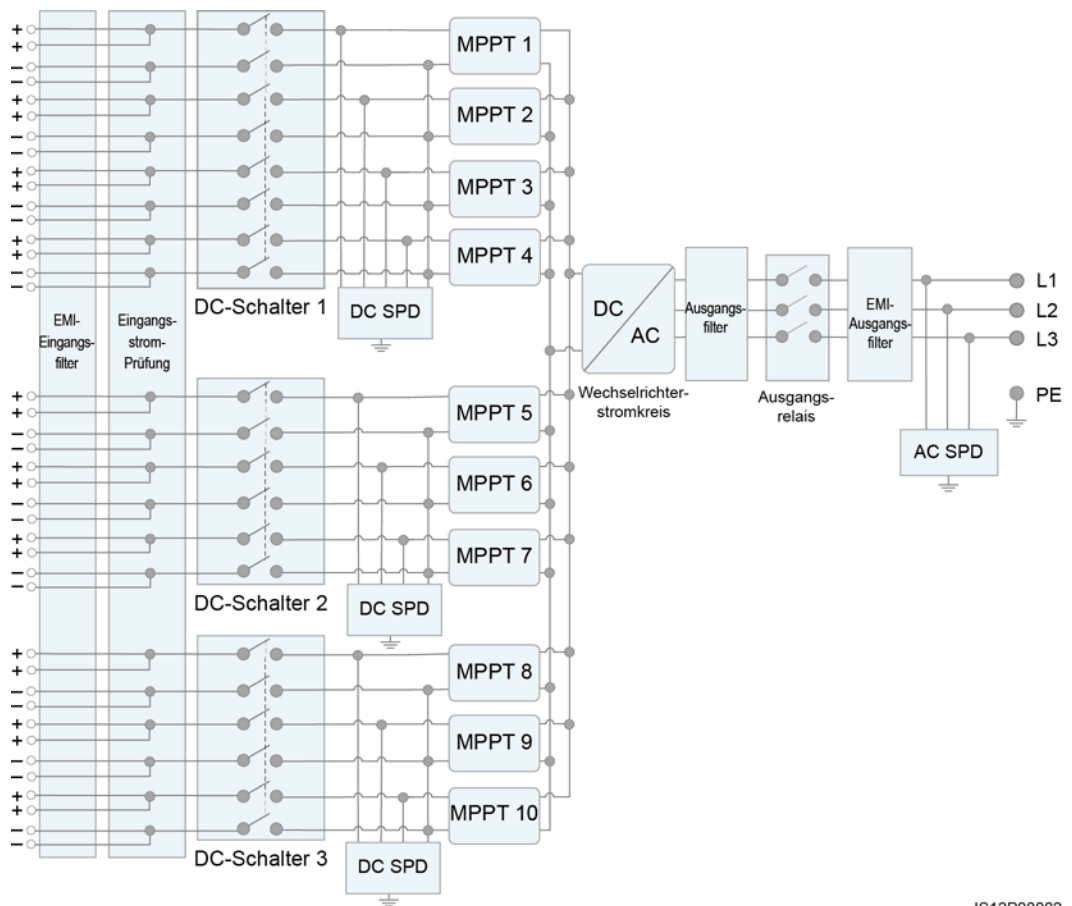 +
+
−
−
+
+
−
−
+
+
−
−
+
+
−
−
MPPT 1
MPPT 2
MPPT 3
MPPT 4
DC-Schalter 1
DC SPD
EMI-
Eingangs-
filter
Eingangs-
strom-
Prüfung
DC
AC
Wechselrichter-
stromkreis
Ausgangs-
filter
Ausgangs-
relais
EMI-
Ausgangs-
filter
L1
L2
L3
PE
AC SPD
+
+
−
−
+
+
−
−
+
+
−
−
MPPT 5
MPPT 6
MPPT 7
DC-Schalter 2
DC SPD
+
+
−
−
+
+
−
−
+
+
−
−
MPPT 8
MPPT 9
MPPT 10
DC-Schalter 3
DC SPD